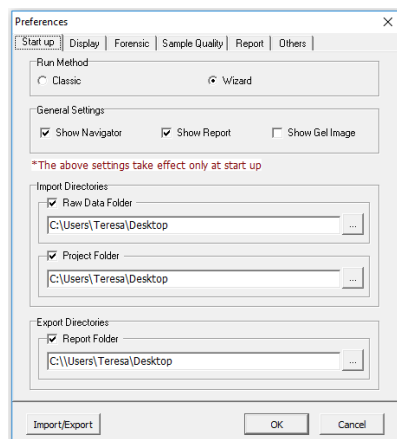 Preferences
Start up Display Forensic Sample Quality Report Others
Run Method
Classic Wizard
General Settings
Show Navigator Show Report Show Gel Image
*The above settings take effect only at start up
Import Directories
Raw Data Folder
C:\Users\Teresa\Desktop ...
Project Folder
C:\Users\Teresa\Desktop ...
Export Directories
Report Folder
C:\\Users\Teresa\Desktop ...
Import/Export OK Cancel